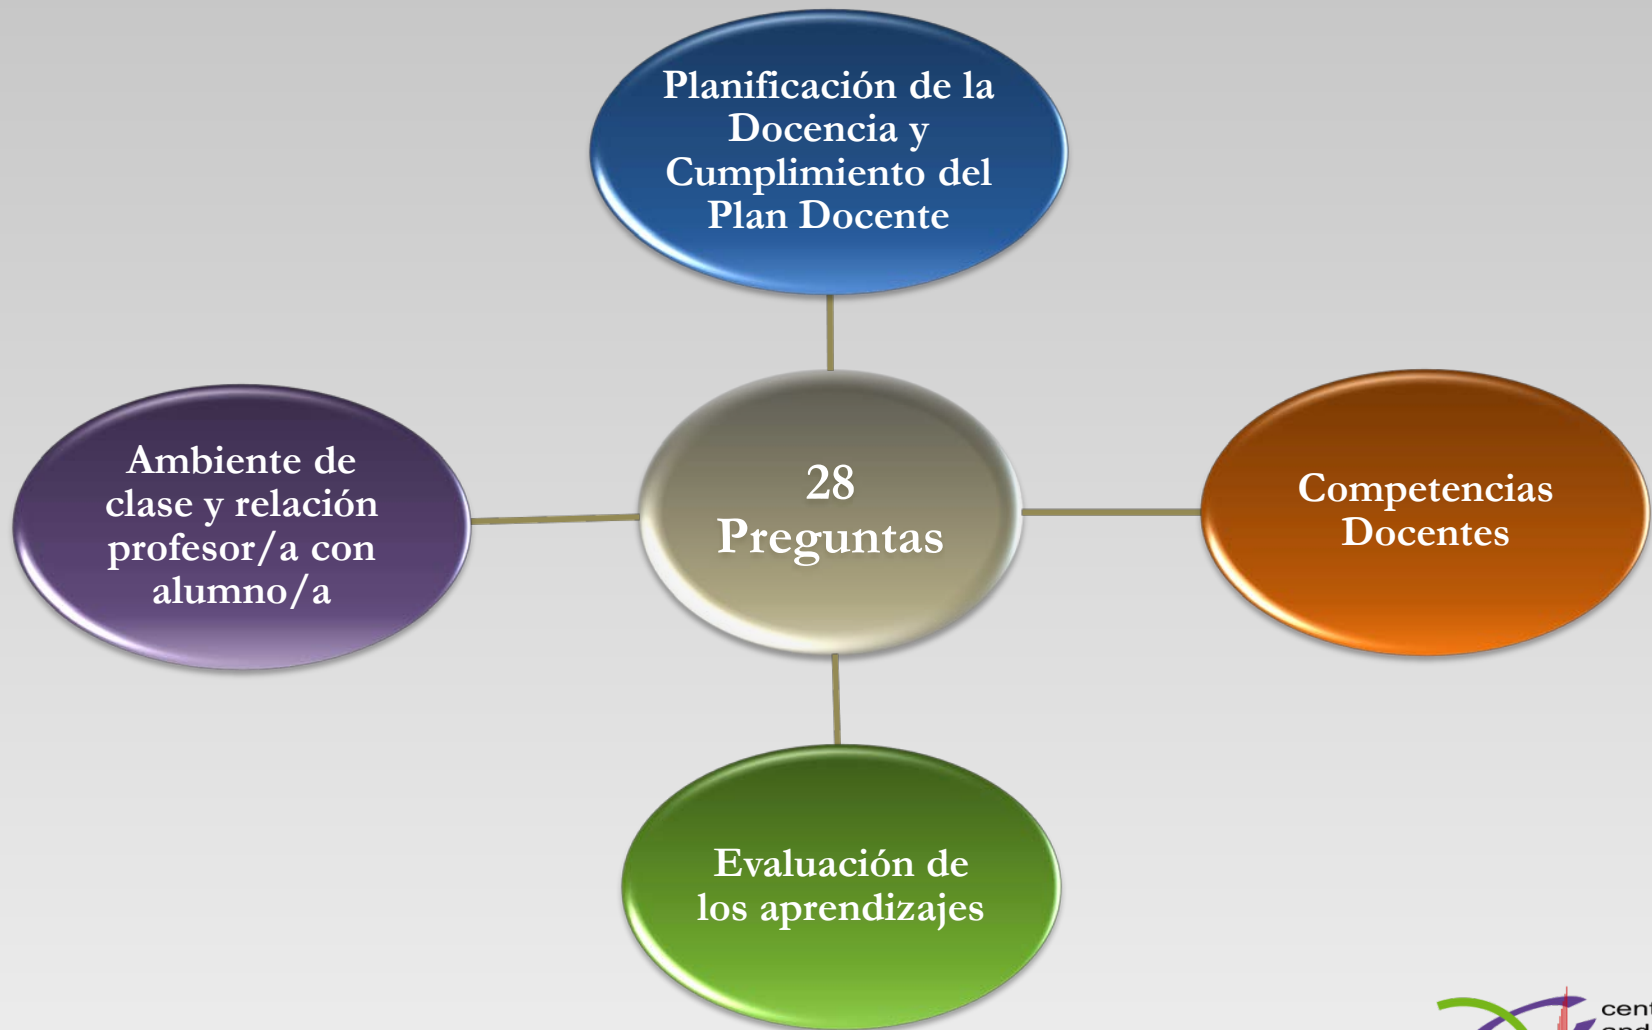 Planificación de la
Docencia y
Cumplimiento del
Plan Docente
Ambiente de
clase y relación
profesor/a con
alumno/a
28
Preguntas
Competencias
Docentes
Evaluación de
los aprendizajes